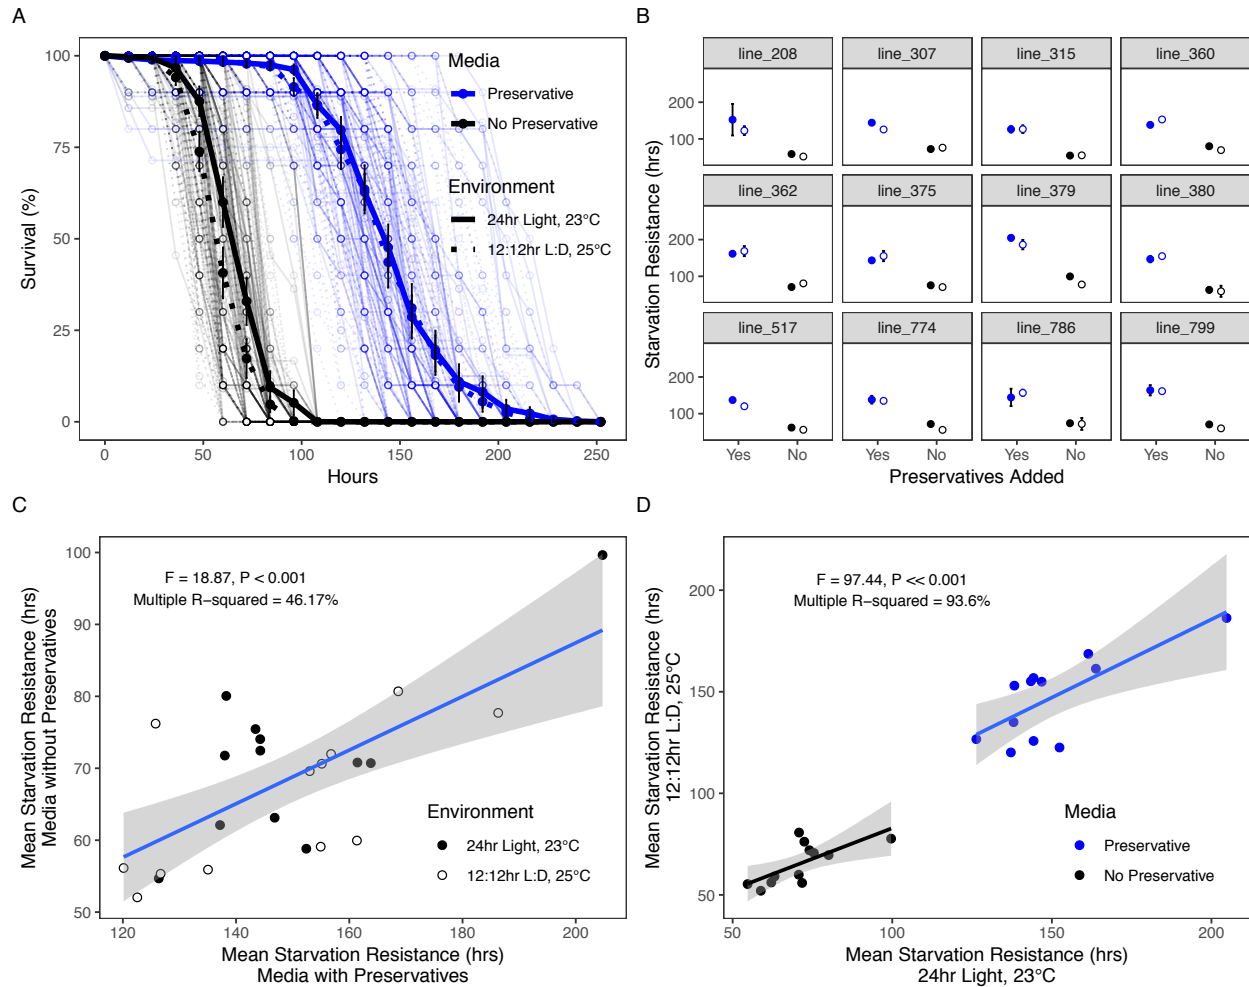 A
Survival (%)
100
75
50
25
0
0
50
100
150
200
250
Hours
Media
Preservative
No Preservative
Environment
24hr Light, 23°C
12:12hr L:D, 25°C
B
Starvation Resistance (hrs)
line_208
line_307
line_315
line_360
200
100
line_362
line_375
line_379
line_380
200
100
line_517
line_774
line_786
line_799
200
100
Yes
No
Yes
No
Yes
No
Yes
No
Preservatives Added
C
Mean Starvation Resistance (hrs)
Media without Preservatives
100
90
80
70
60
50
F = 18.87, P < 0.001
Multiple R−squared = 46.17%
Environment
24hr Light, 23°C
12:12hr L:D, 25°C
120
140
160
180
200
Mean Starvation Resistance (hrs)
Media with Preservatives
D
Mean Starvation Resistance (hrs)
12:12hr L:D, 25°C
200
150
100
50
F = 97.44, P << 0.001
Multiple R−squared = 93.6%
Media
Preservative
No Preservative
50
100
150
200
Mean Starvation Resistance (hrs)
24hr Light, 23°C